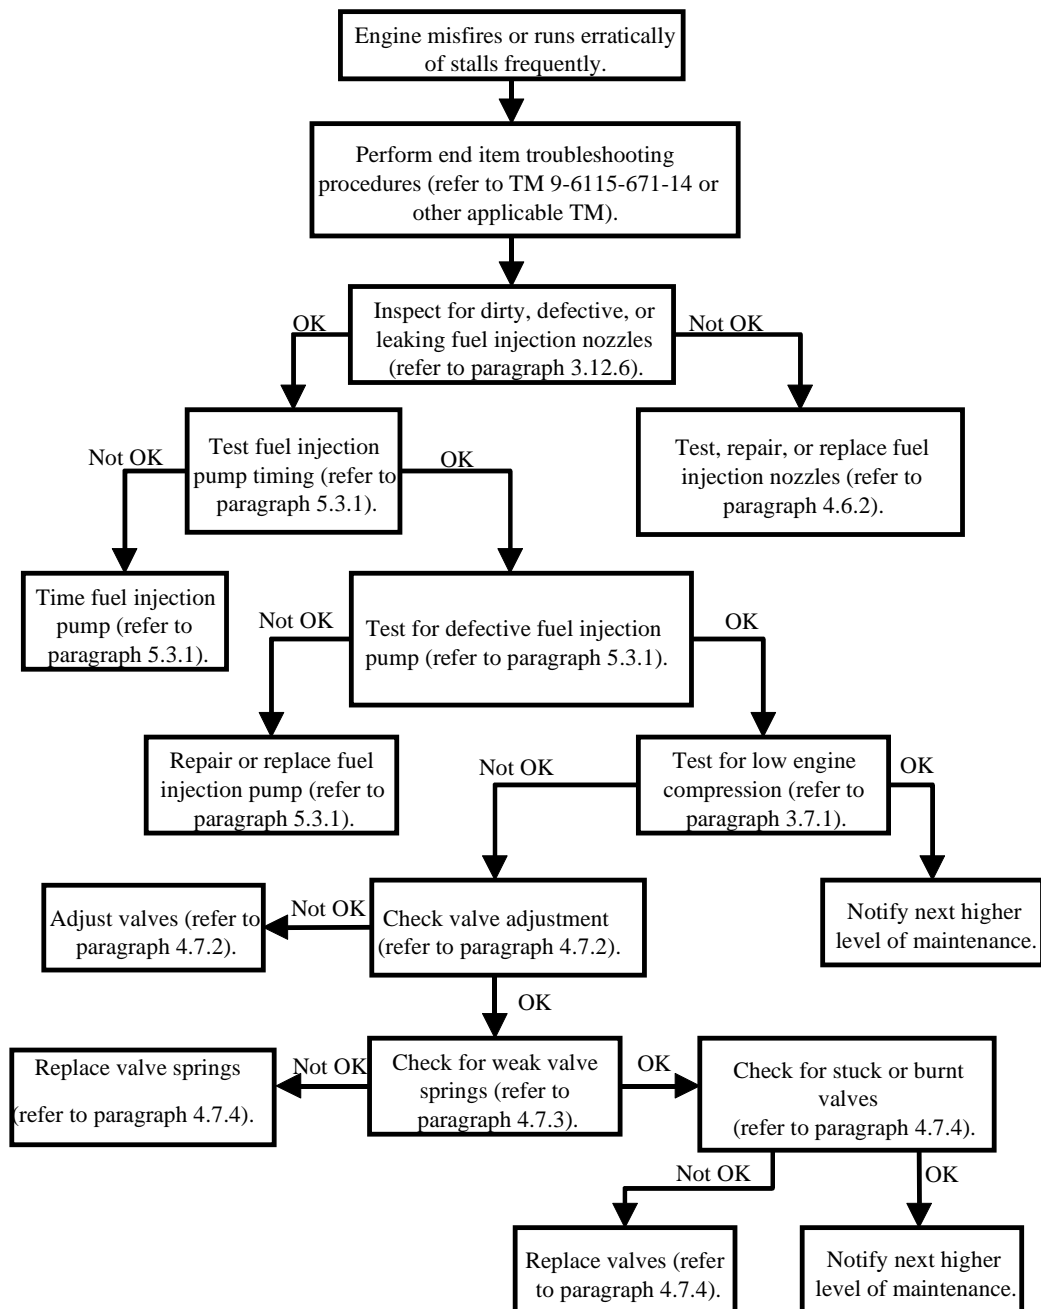 Engine misfires or runs erratically
of stalls frequently.
Perform end item troubleshooting
procedures (refer to TM 9-6115-671-14 or
other applicable TM).
OK
Inspect for dirty, defective, or
leaking fuel injection nozzles
(refer to paragraph 3.12.6).
Not OK
Not OK
Test fuel injection
pump timing (refer to
paragraph 5.3.1).
OK
Test, repair, or replace fuel
injection nozzles (refer to
paragraph 4.6.2).
Time fuel injection
pump (refer to
paragraph 5.3.1).
Not OK
Test for defective fuel injection
pump (refer to paragraph 5.3.1).
OK
Repair or replace fuel
injection pump (refer to
paragraph 5.3.1).
Not OK
Test for low engine
compression (refer to
paragraph 3.7.1).
OK
Adjust valves (refer to
paragraph 4.7.2).
Not OK
Check valve adjustment
(refer to paragraph 4.7.2).
Notify next higher
level of maintenance.
OK
Replace valve springs
(refer to paragraph 4.7.4).
Not OK
Check for weak valve
springs (refer to
paragraph 4.7.3).
OK
Check for stuck or burnt
valves
(refer to paragraph 4.7.4).
Not OK
OK
Replace valves (refer
to paragraph 4.7.4).
Notify next higher
level of maintenance.